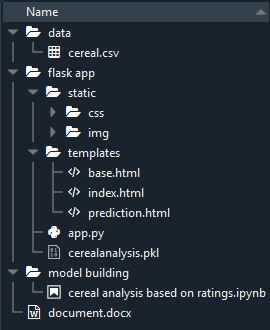 Name
data
cereal.csv
flask app
static
css
img
templates
base.html
index.html
prediction.html
app.py
cerealanalysis.pkl
model building
cereal analysis based on ratings.ipynb
document.docx